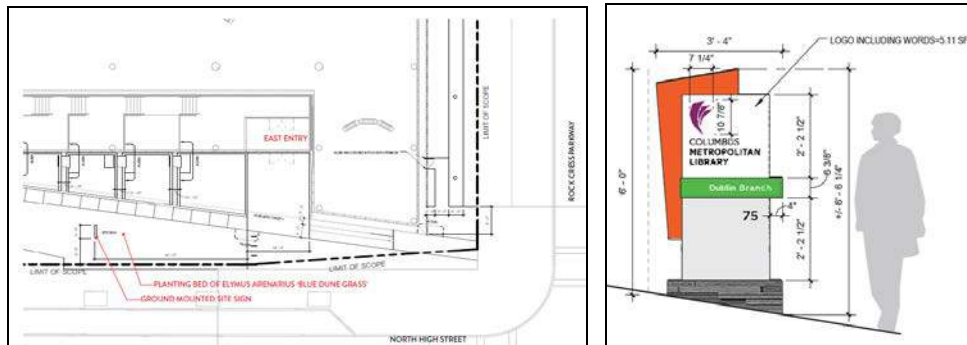 EAST ENTRY
LIMIT OF SCOPE
ROCK CRESS PARKWAY
LIMIT OF SCOPE
LIMIT OF SCOPE
PLANTING BED OF ELYMUS ARENARIUS 'BLUE DUNE GRASS'
GROUND MOUNTED SITE SIGN
NORTH HIGH STREET
LOGO INCLUDING WORDS=5.11 SF
3' - 4"
7 1/4"
10 7/8"
COLUMBUS
METROPOLITAN
LIBRARY
Dublin Branch
75
4"
6' - 0"
2' - 2 1/2"
6 3/8"
2' - 2 1/2"
+/- 6' - 6 1/4"